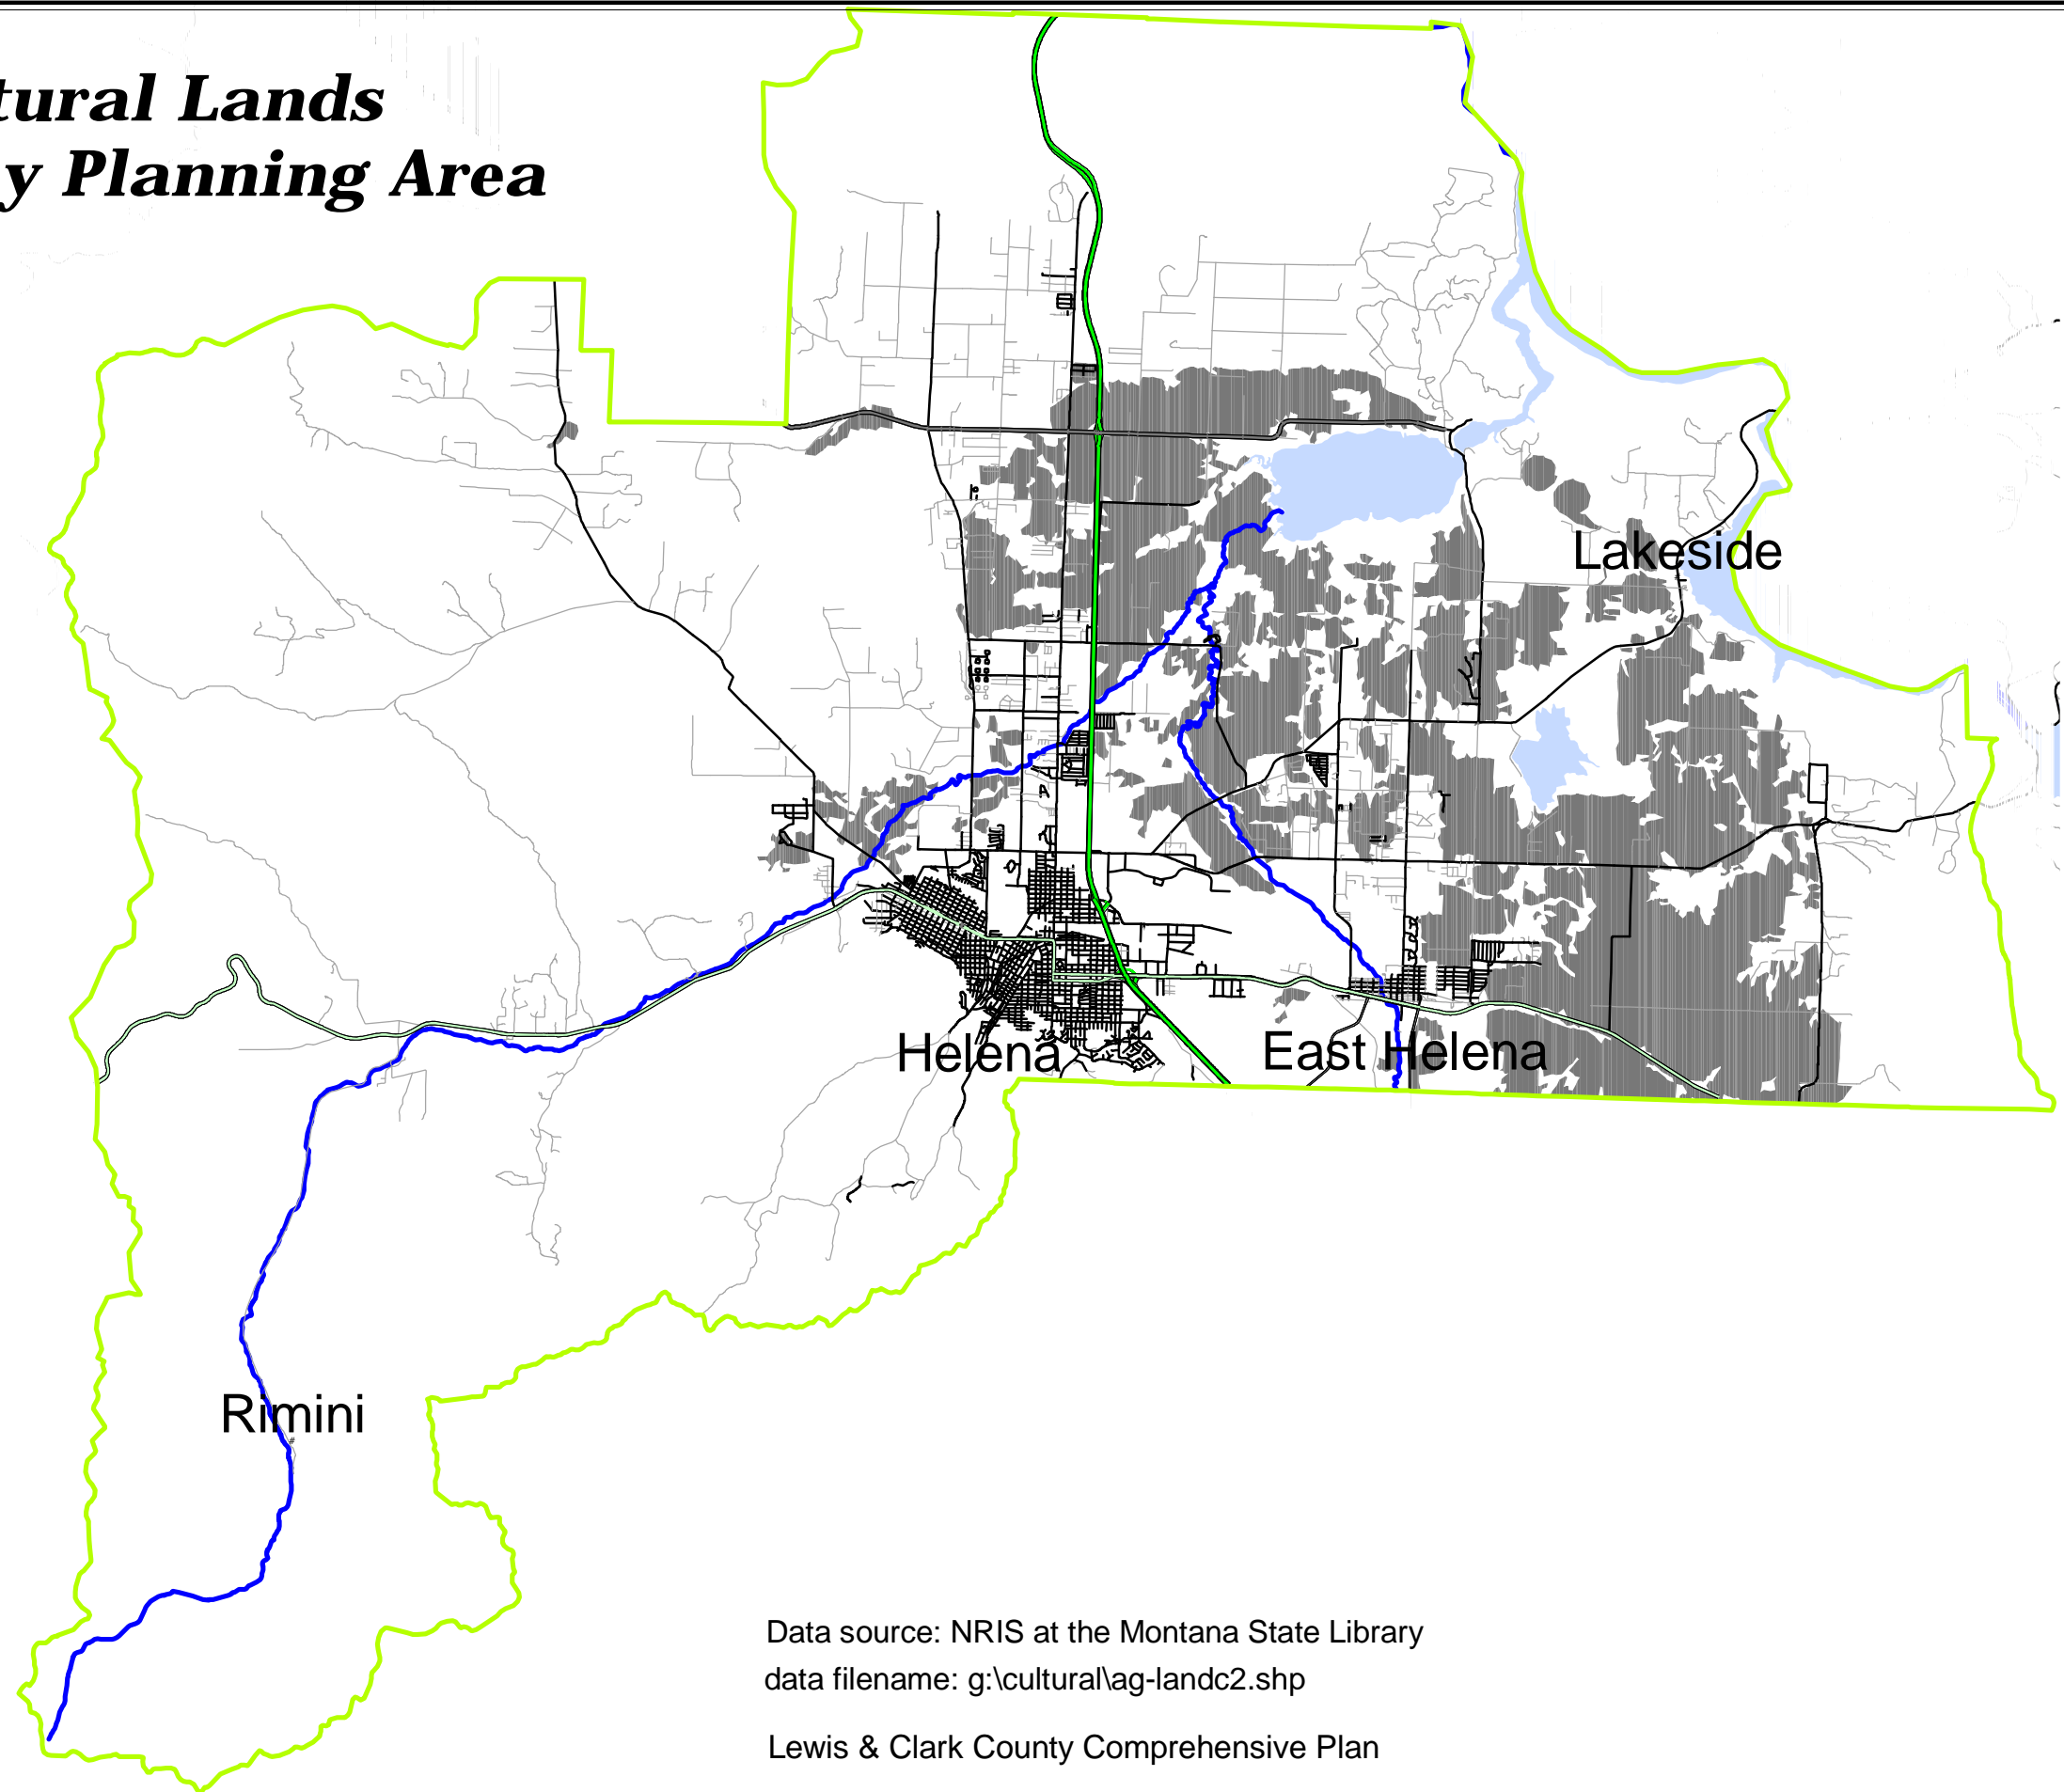 tural Lands
y Planning Area
Lakeside
Helena
East Helena
Rimini
Data source: NRIS at the Montana State Library
data filename: g:\cultural\ag-landc2.shp
Lewis & Clark County Comprehensive Plan